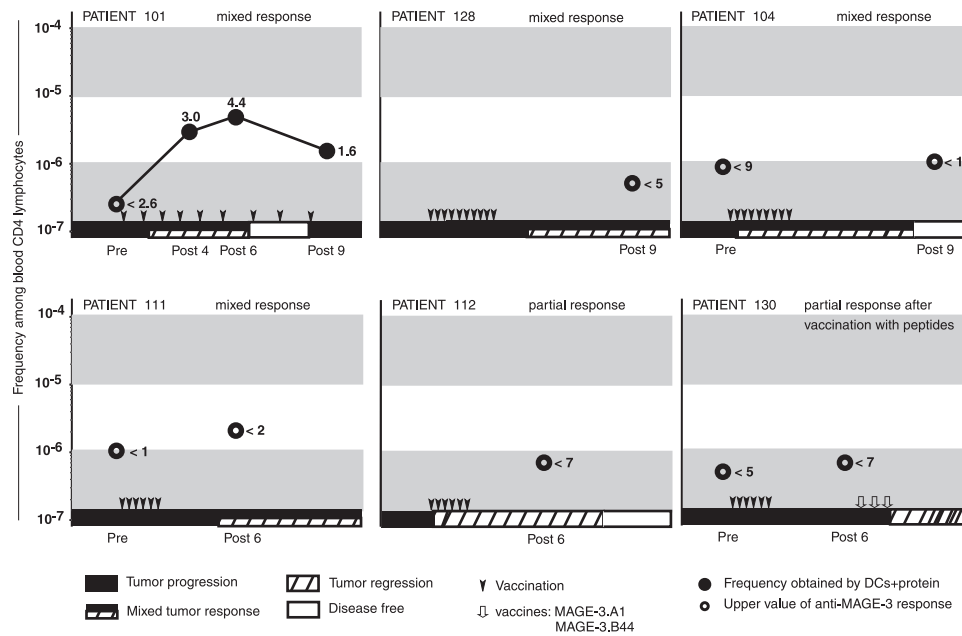 PATIENT 101 mixed response
PATIENT 128 mixed response
PATIENT 104 mixed response
Frequency among blood CD4 lymphocytes
10-4
10-5
10-6
10-7
< 2.6
3.0
4.4
1.6
Pre
Post 4
Post 6
Post 9
< 5
Post 9
< 9
< 1
Pre
Post 9
PATIENT 111 mixed response
PATIENT 112 partial response
PATIENT 130 partial response after
vaccination with peptides
10-4
10-5
10-6
10-7
< 1
< 2
Pre
Post 6
< 7
Post 6
< 5
< 7
Pre
Post 6
Tumor progression
Tumor regression
Vaccination
Frequency obtained by DCs+protein
Mixed tumor response
Disease free
vaccines: MAGE-3.A1
MAGE-3.B44
Upper value of anti-MAGE-3 response